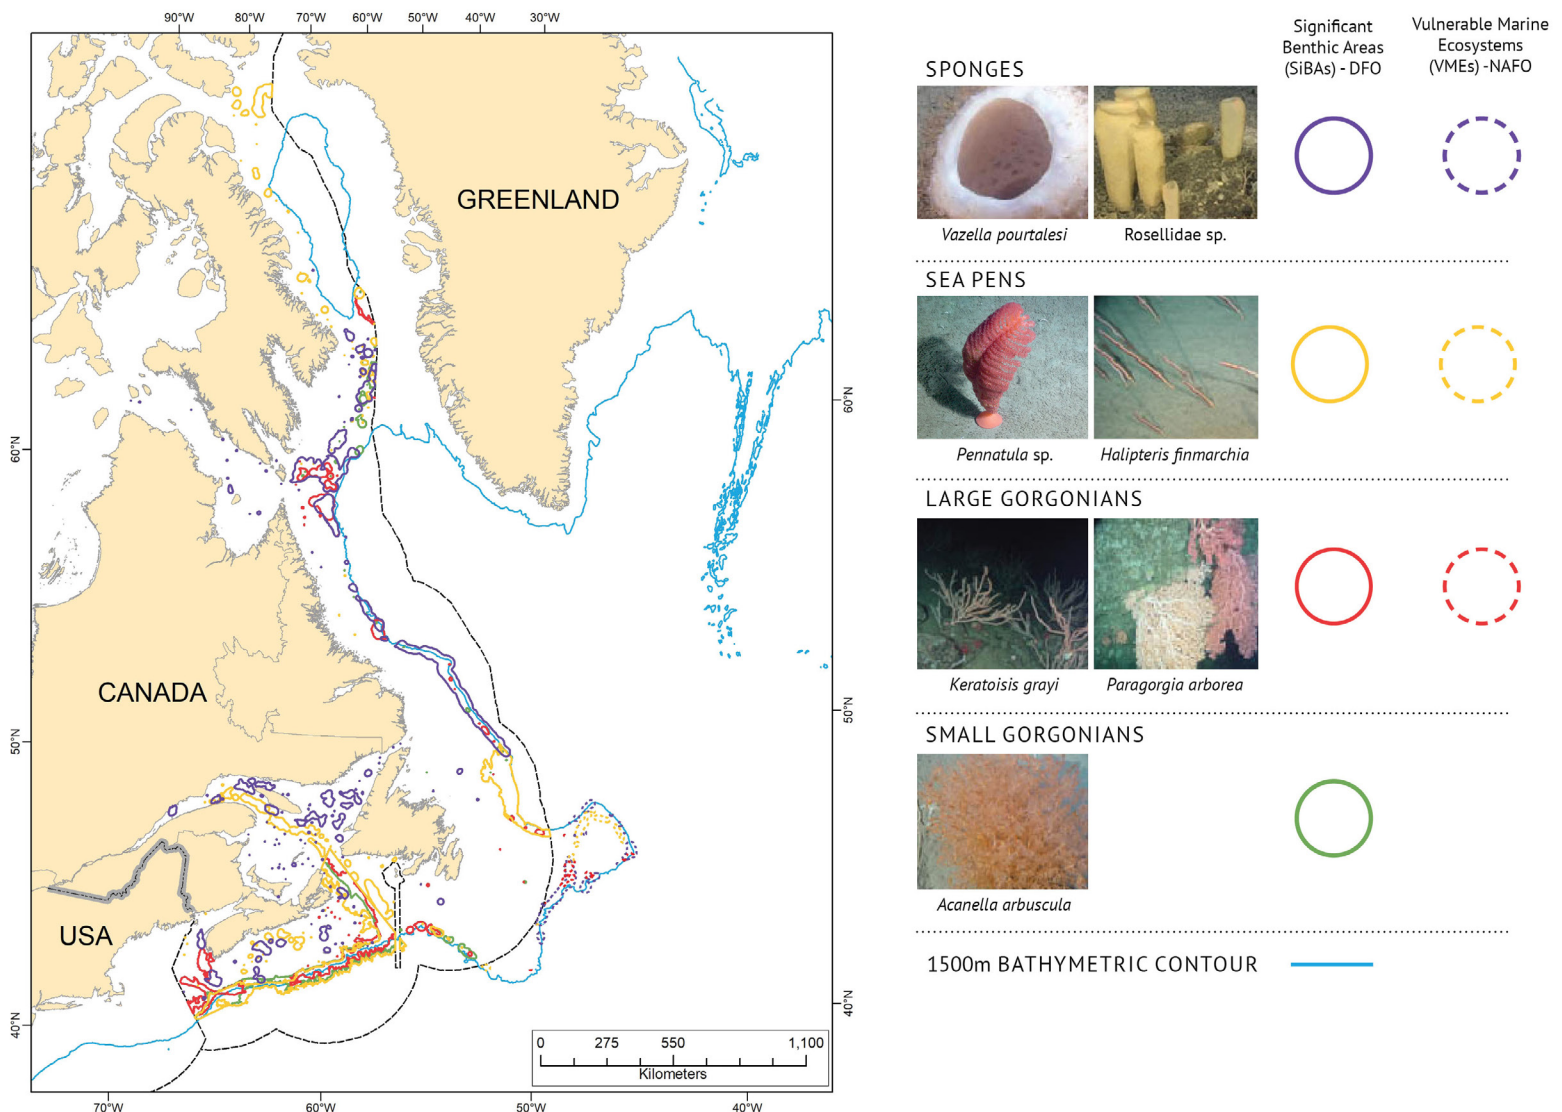 90°W 80°W 70°W 60°W 50°W 40°W 30°W
GREENLAND
60°N
60°N
CANADA
50°N
50°N
USA
40°N
40°N
0 275 550 1,100
Kilometers
70°W 60°W 50°W 40°W
Significant
Benthic Areas
(SiBAs) - DFO
Vulnerable Marine
Ecosystems
(VMEs) -NAFO
SPONGES
Vazella pourtalesi
Rosellidae sp.
SEA PENS
Pennatula sp.
Halipteris finmarchia
LARGE GORGONIANS
Keratoisis grayi
Paragorgia arborea
SMALL GORGONIANS
Acanella arbuscula
1500m BATHYMETRIC CONTOUR